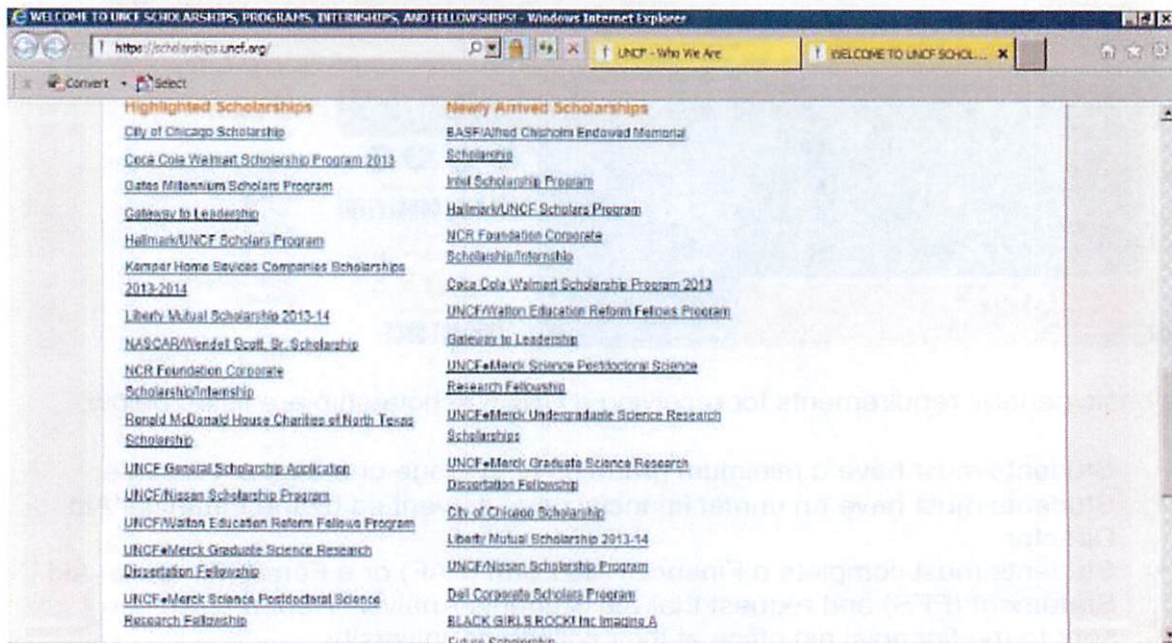 WELCOME TO UNCF SCHOLARSHIPS, PROGRAMS, INTERNSHIPS, AND FELLOWSHIPS! - Windows Internet Explorer
https://scholarships.uncf.org/
UNCF - Who We Are
WELCOME TO UNCF SCHOL...
Convert
Select
Highlighted Scholarships
City of Chicago Scholarship
Coca Cola Walmart Scholarship Program 2013
Gates Millennium Scholars Program
Gateway to Leadership
Hallmark/UNCF Scholars Program
Kemper Home Sevices Companies Scholarships
2013-2014
Liberty Mutual Scholarship 2013-14
NASCAR/Wendell Scott, Sr. Scholarship
NCR Foundation Corporate
Scholarship/Internship
Ronald McDonald House Charities of North Texas
Scholarship
UNCF General Scholarship Application
UNCF/Nissan Scholarship Program
UNCF/Walton Education Reform Fellows Program
UNCF●Merck Graduate Science Research
Dissertation Fellowship
UNCF●Merck Science Postdoctoral Science
Research Fellowship
Newly Arrived Scholarships
BASF/Alfred Chisholm Endowed Memorial
Scholarship
Intel Scholarship Program
Hallmark/UNCF Scholars Program
NCR Foundation Corporate
Scholarship/Internship
Coca Cola Walmart Scholarship Program 2013
UNCF/Walton Education Reform Fellows Program
Gateway to Leadership
UNCF●Merck Science Postdoctoral Science
Research Fellowship
UNCF●Merck Undergraduate Science Research
Scholarships
UNCF●Merck Graduate Science Research
Dissertation Fellowship
City of Chicago Scholarship
Liberty Mutual Scholarship 2013-14
UNCF/Nissan Scholarship Program
Dell Corporate Scholars Program
BLACK GIRLS ROCK! Inc Imagine A
Future Scholarship